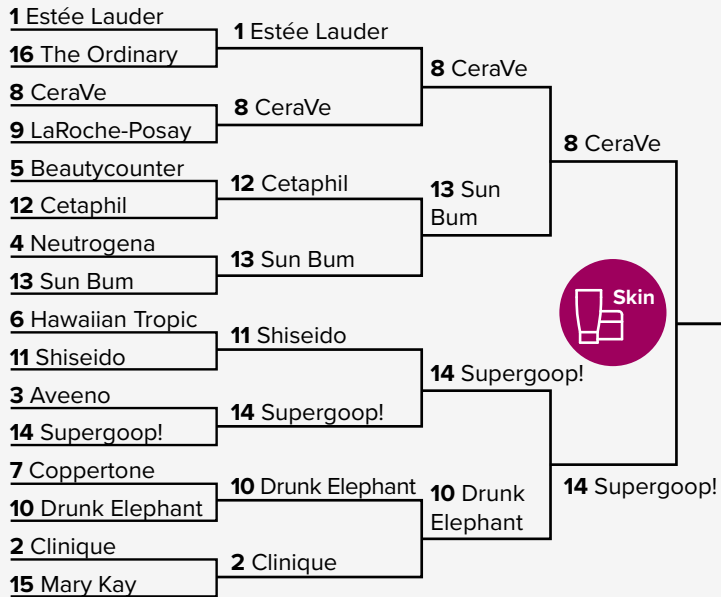 1 Estée Lauder
16 The Ordinary
8 CeraVe
9 LaRoche-Posay
5 Beautycounter
12 Cetaphil
4 Neutrogena
13 Sun Bum
6 Hawaiian Tropic
11 Shiseido
3 Aveeno
14 Supergoop!
7 Coppertone
10 Drunk Elephant
2 Clinique
15 Mary Kay
1 Estée Lauder
8 CeraVe
12 Cetaphil
13 Sun Bum
11 Shiseido
14 Supergoop!
10 Drunk Elephant
2 Clinique
8 CeraVe
13 Sun
Bum
14 Supergoop!
10 Drunk
Elephant
8 CeraVe
14 Supergoop!
Skin